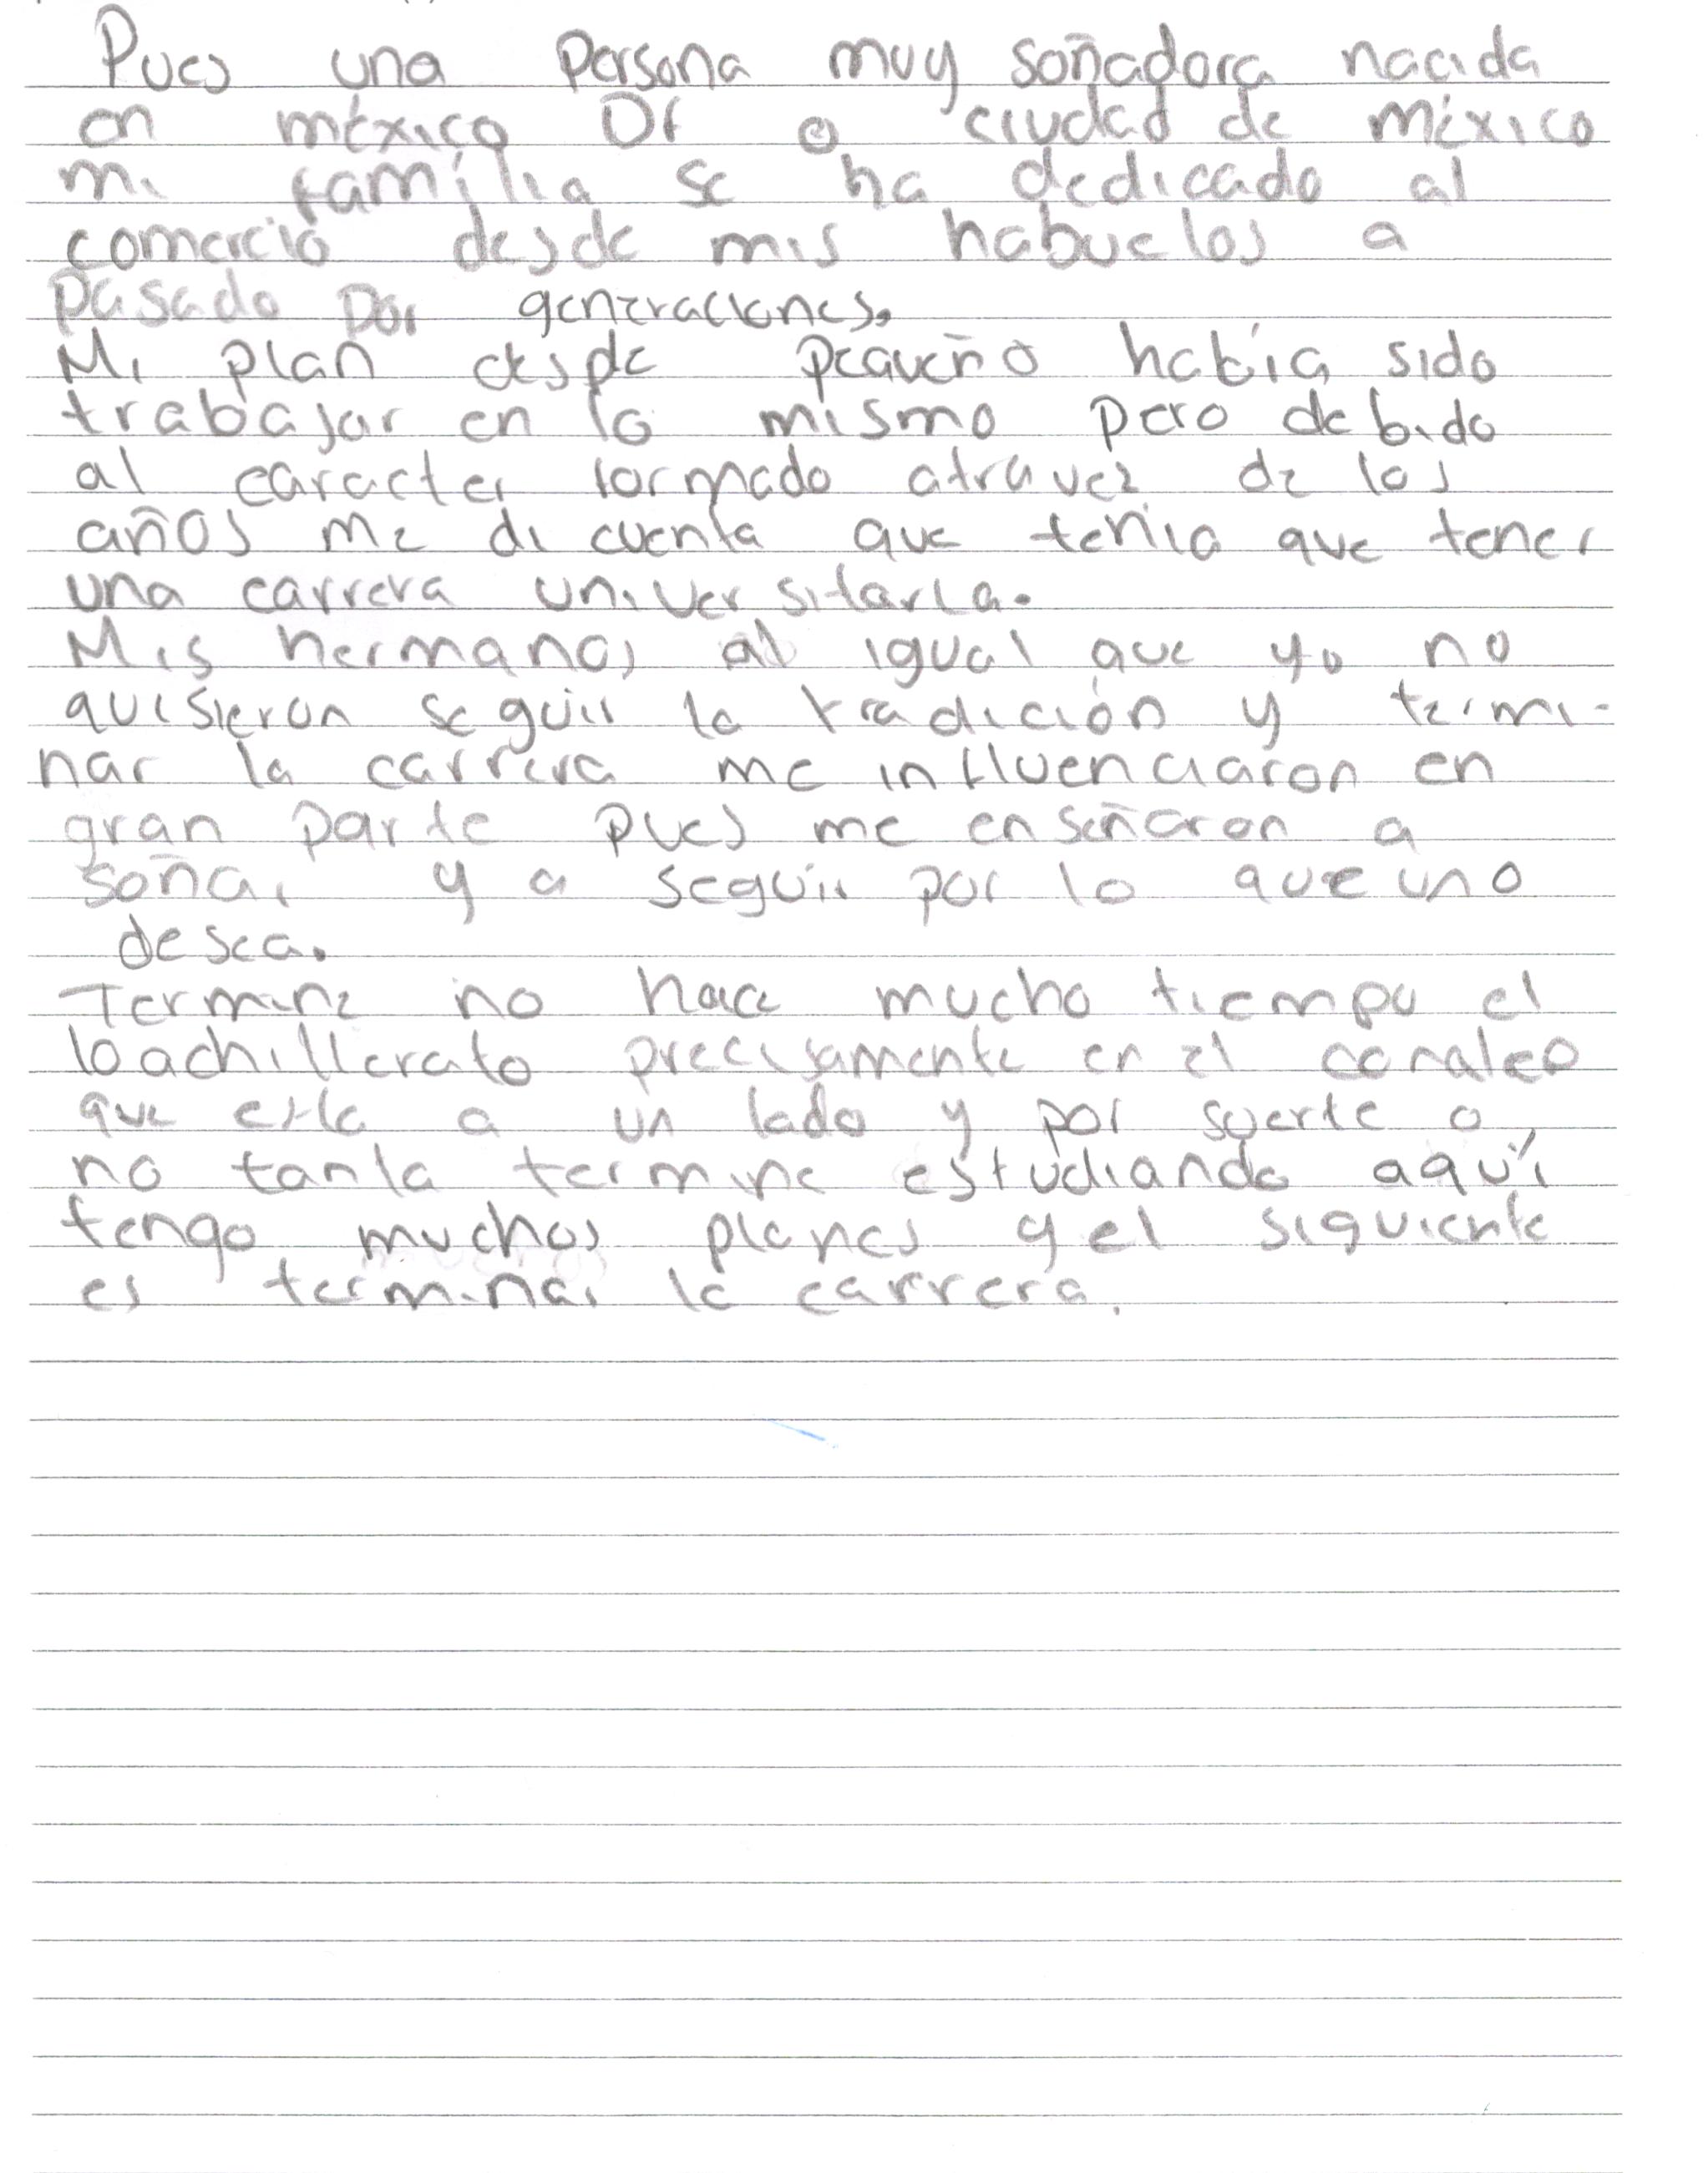 Pues una persona muy soñadora nacida
en méxico Df o ciudad de méxico
mi família se ha dedicado al
comercio desde mis habuelos a
pasado por generaciones.
Mi plan desde pequeño había sido
trabajar en lo mismo pero debido
al caracter formado atravez de los
años me di cuenta que tenia que tener
una carrera universitaria.
Mis hermanos al igual que yo no
quisieron seguir la tradición y termi-
nar la carrera me influenciaron en
gran parte pues me enseñaron a
soñar y a seguir por lo que uno
desea.
Termine no hace mucho tiempo el
bachillerato precisamente en el conalep
que esta a un lado y por suerte o
no tanta termine estudiando aquí
tengo muchos planes y el siguiente
es terminar la carrera.